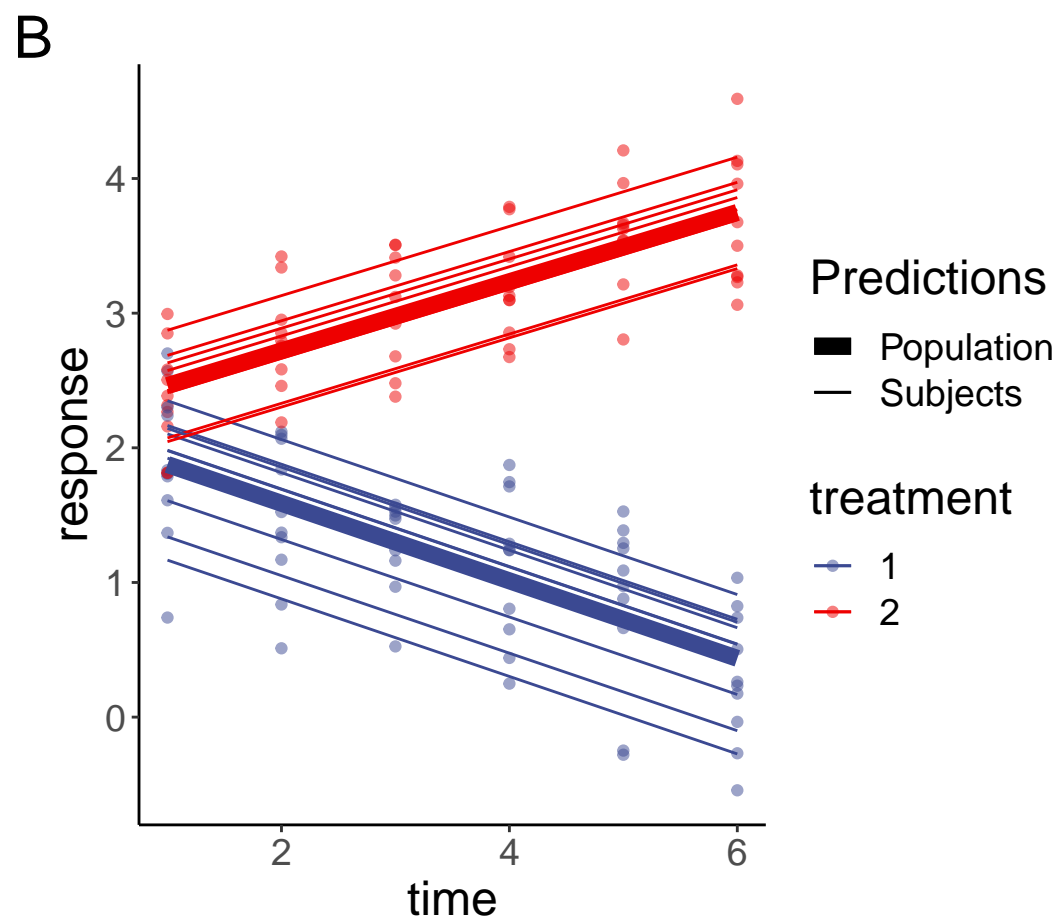 B
response
4
3
2
1
0
2
4
6
time
Predictions
Population
Subjects
treatment
1
2